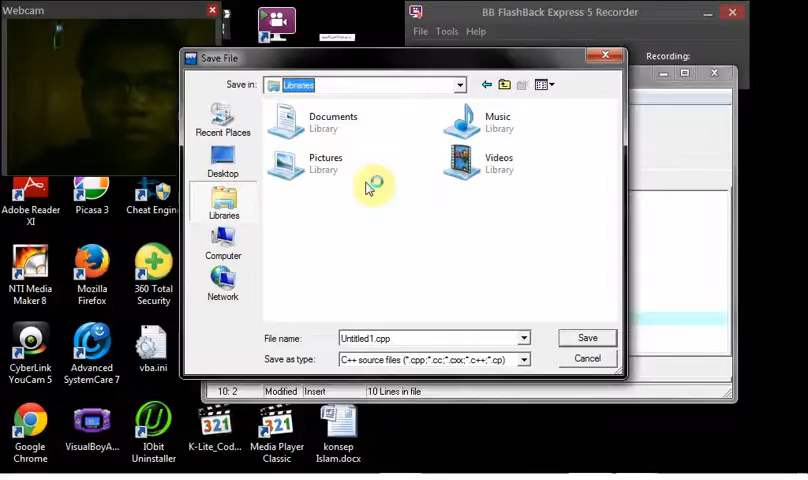 Webcam
BB FlashBack Express 5 Recorder
File Tools Help
Recording:
Save File
Save in: Libraries
Recent Places
Desktop
Libraries
Computer
Network
Documents
Library
Music
Library
Pictures
Library
Videos
Library
File name: Untitled1.cpp
Save
Save as type: C++ source files (*.cpp;*.cc;*.cxx;*.c++;*.cp)
Cancel
10: 2 Modified Insert 10 Lines in file
Adobe Reader XI
Picasa 3
Cheat Engin
NTI Media Maker 8
Mozilla Firefox
360 Total Security
CyberLink YouCam 5
Advanced SystemCare 7
vba.ini
Google Chrome
VisualBoyA...
IObit Uninstaller
K-Lite_Cod...
Media Player Classic
konsep Islam.docx